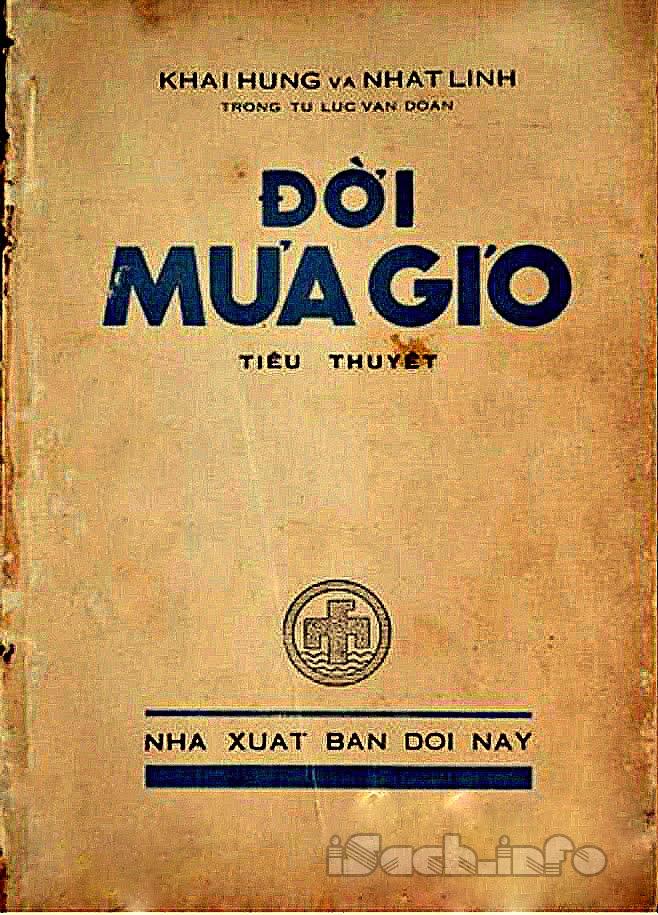 KHAI HUNG VA NHAT LINH
TRONG TU LUC VAN DOAN
ĐỜI
MƯA GIÓ
TIÊU THUYẾT
NHA XUAT BAN DOI NAY
iSach.info